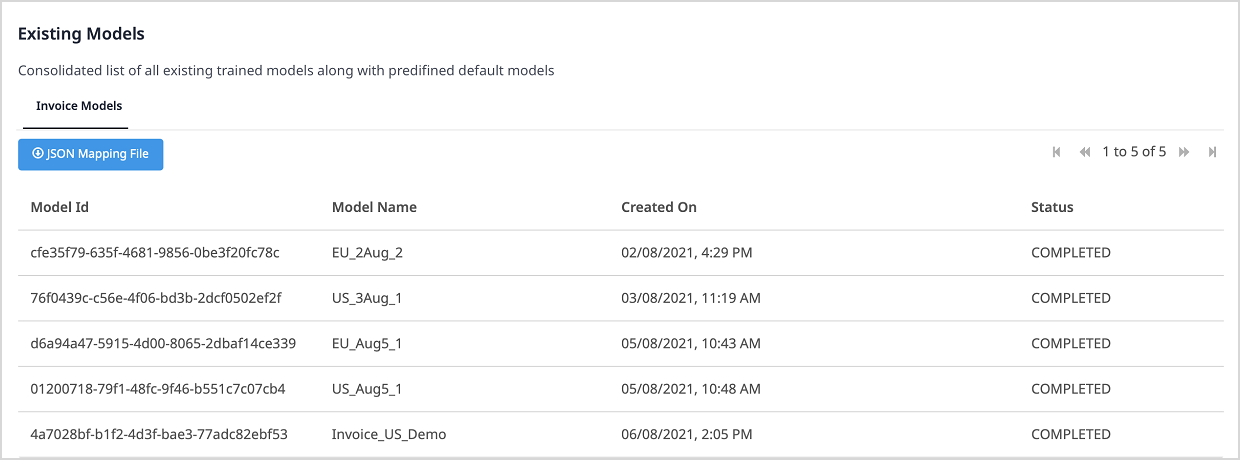 Existing Models
Consolidated list of all existing trained models along with predifined default models
Invoice Models
JSON Mapping File
1 to 5 of 5
Model Id Model Name Created On Status
cfe35f79-635f-4681-9856-0be3f20fc78c EU_2Aug_2 02/08/2021, 4:29 PM COMPLETED
76f0439c-c56e-4f06-bd3b-2dcf0502ef2f US_3Aug_1 03/08/2021, 11:19 AM COMPLETED
d6a94a47-5915-4d00-8065-2dbaf14ce339 EU_Aug5_1 05/08/2021, 10:43 AM COMPLETED
01200718-79f1-48fc-9f46-b551c7c07cb4 US_Aug5_1 05/08/2021, 10:48 AM COMPLETED
4a7028bf-b1f2-4d3f-bae3-77adc82ebf53 Invoice_US_Demo 06/08/2021, 2:05 PM COMPLETED